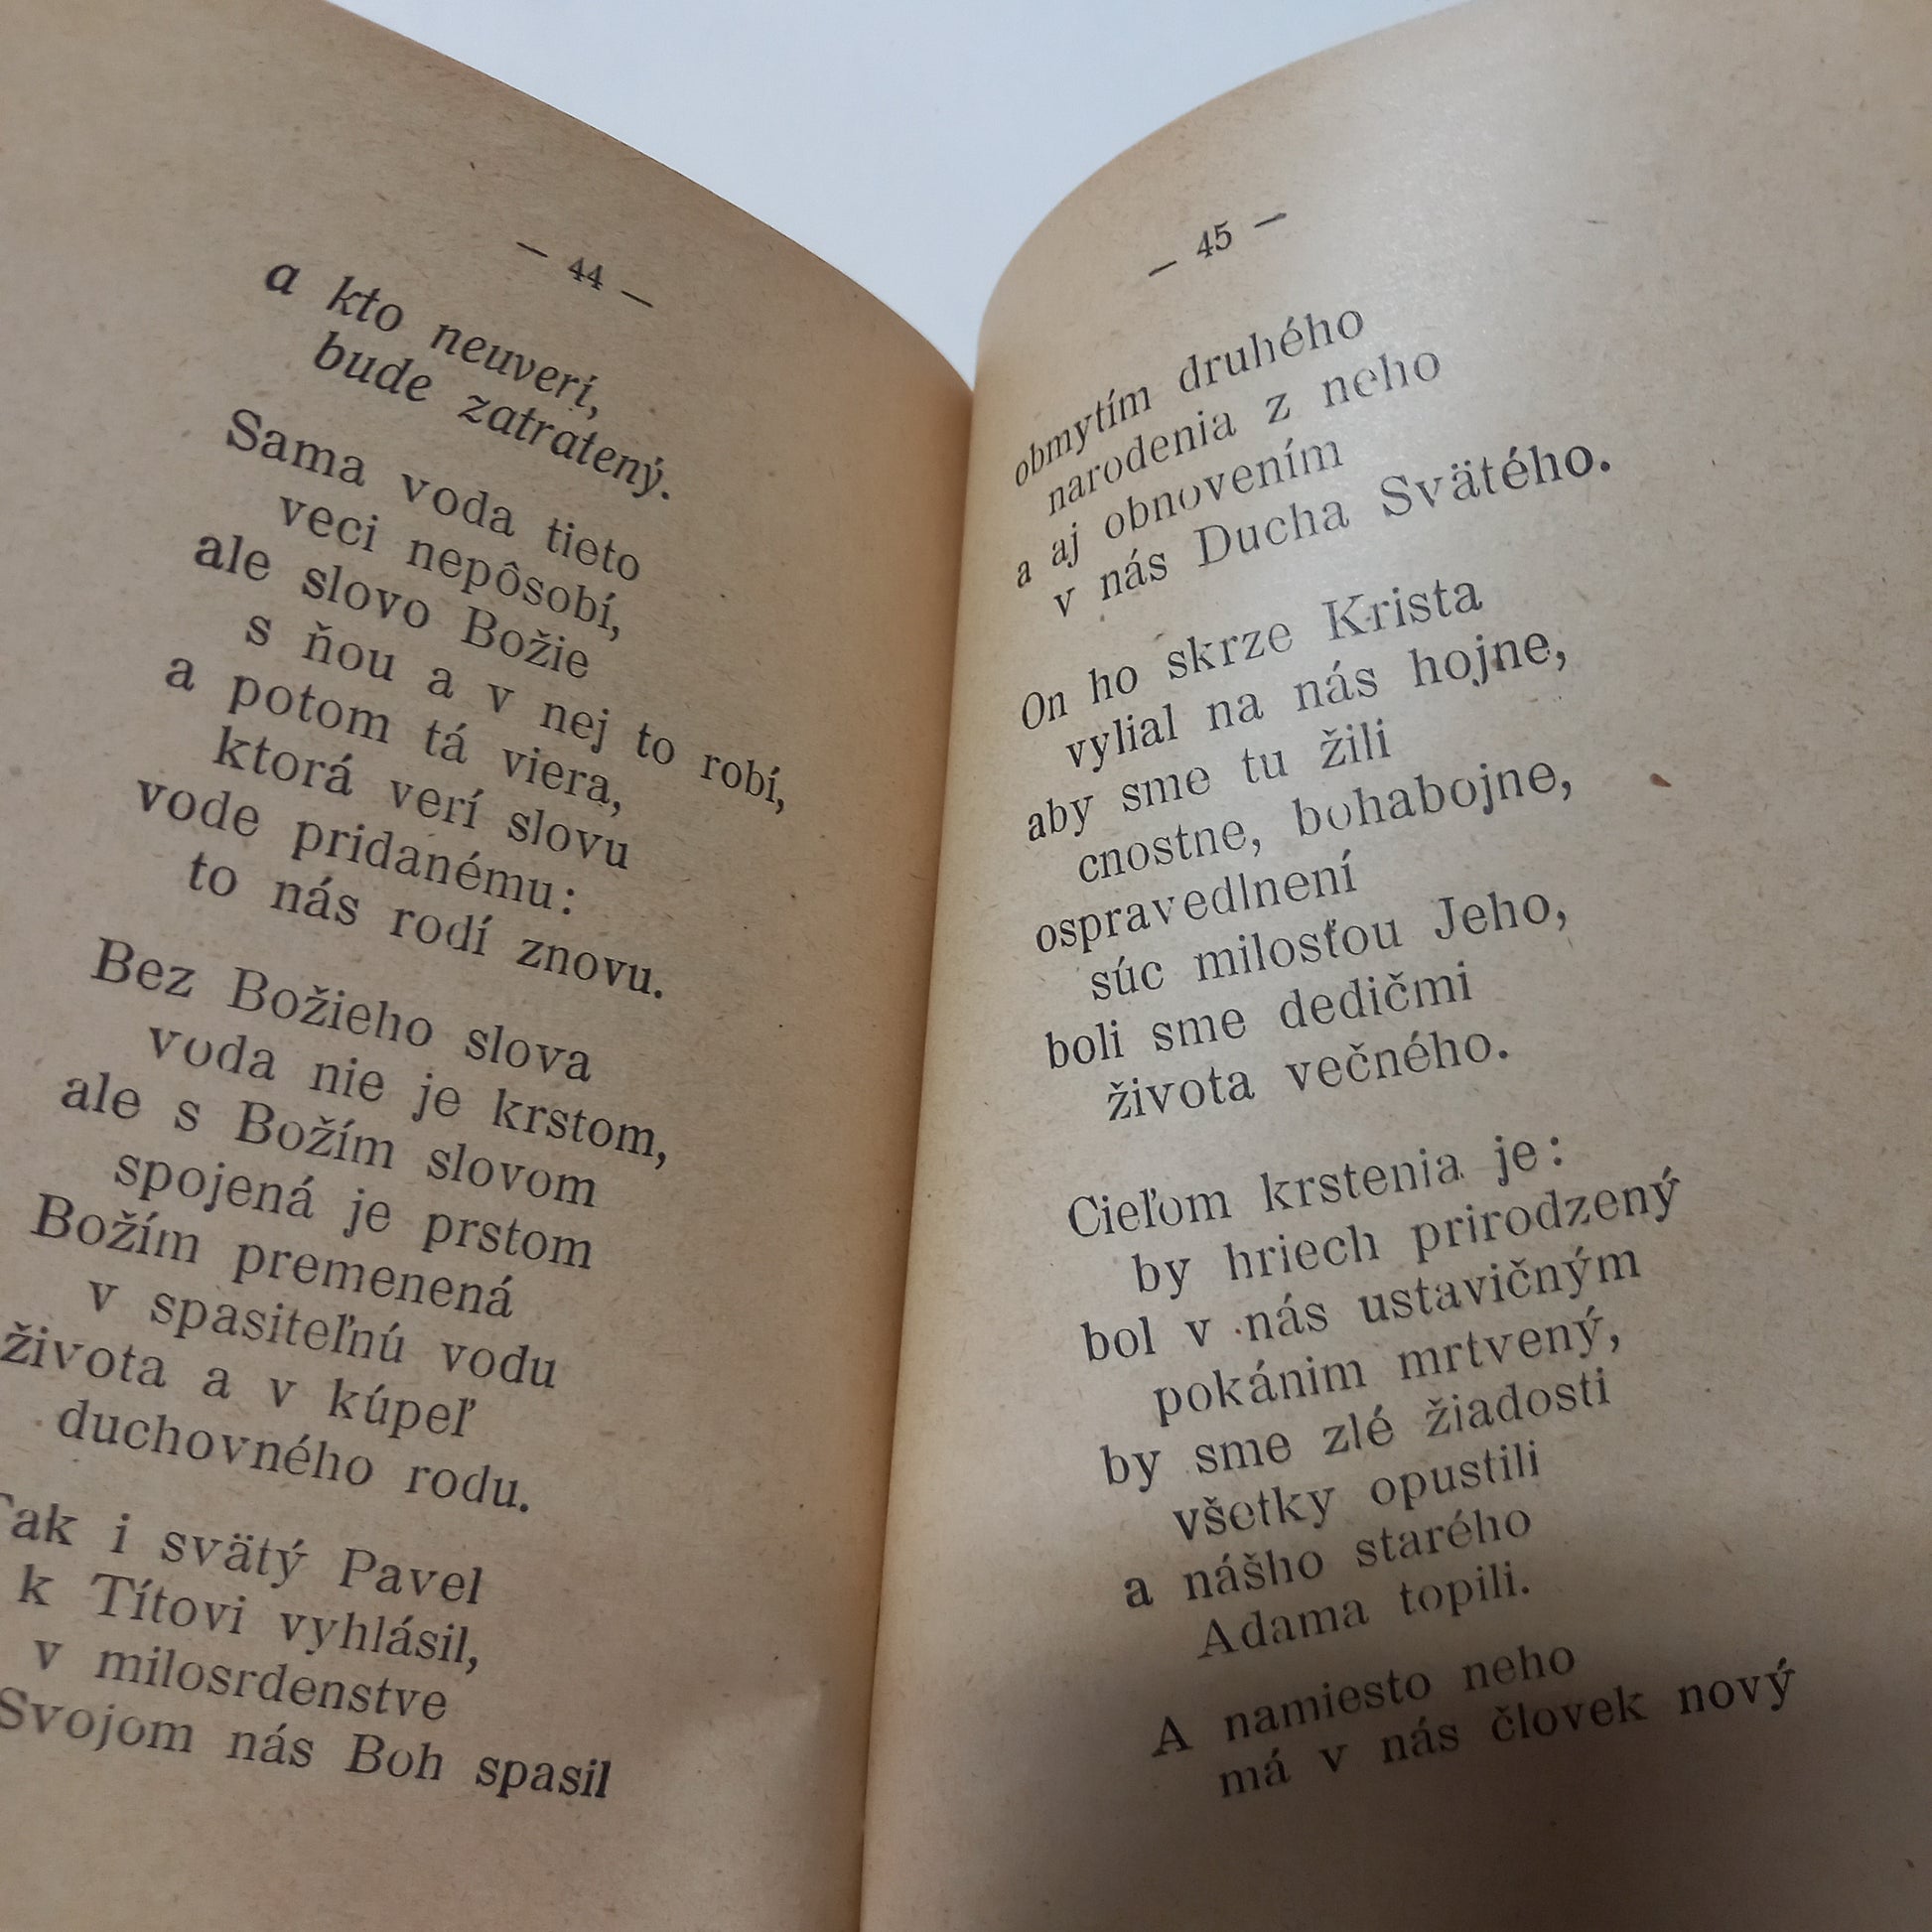 — 44 —
a kto neuverí,
bude zatratený.
Sama voda tieto
veci nepôsobí,
ale slovo Božie
s ňou a v nej to robí,
a potom tá viera,
ktorá verí slovu
vode pridanému:
to nás rodí znovu.
Bez Božieho slova
voda nie je krstom,
ale s Božím slovom
spojená je prstom
Božím premenená
v spasiteľnú vodu
života a v kúpeľ
duchovného rodu.
Tak i svätý Pavel
k Títovi vyhlásil,
v milosrdenstve
Svojom nás Boh spasil
— 45 —
obmytím druhého
narodenia z neho
a aj obnovením
v nás Ducha Svätého.
On ho skrze Krista
vylial na nás hojne,
aby sme tu žili
cnostne, bohabojne,
ospravedlnení
súc milosťou Jeho,
boli sme dedičmi
života večného.
Cieľom krstenia je:
by hriech prirodzený
bol v nás ustavičným
pokánim mrtvený,
by sme zlé žiadosti
všetky opustili
a nášho starého
Adama topili.
A namiesto neho
má v nás človek nový